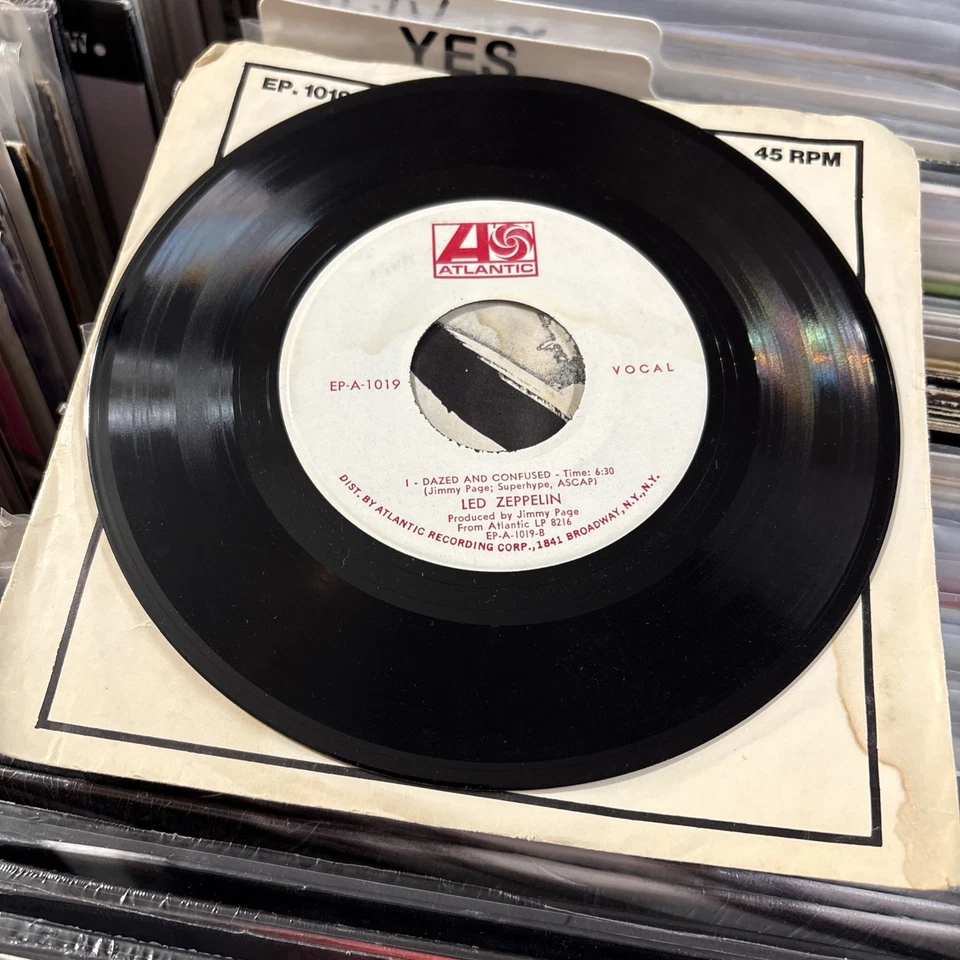 W.
YES
EP. 1019
45 RPM
ATLANTIC
EP-A-1019
VOCAL
1 - DAZED AND CONFUSED - Time: 6:30
(Jimmy Page; Superhype, ASCAP)
LED ZEPPELIN
Produced by Jimmy Page
From Atlantic LP 8216
EP-A-1019-B
DIST. BY ATLANTIC RECORDING CORP., 1841 BROADWAY, N.Y., N.Y.